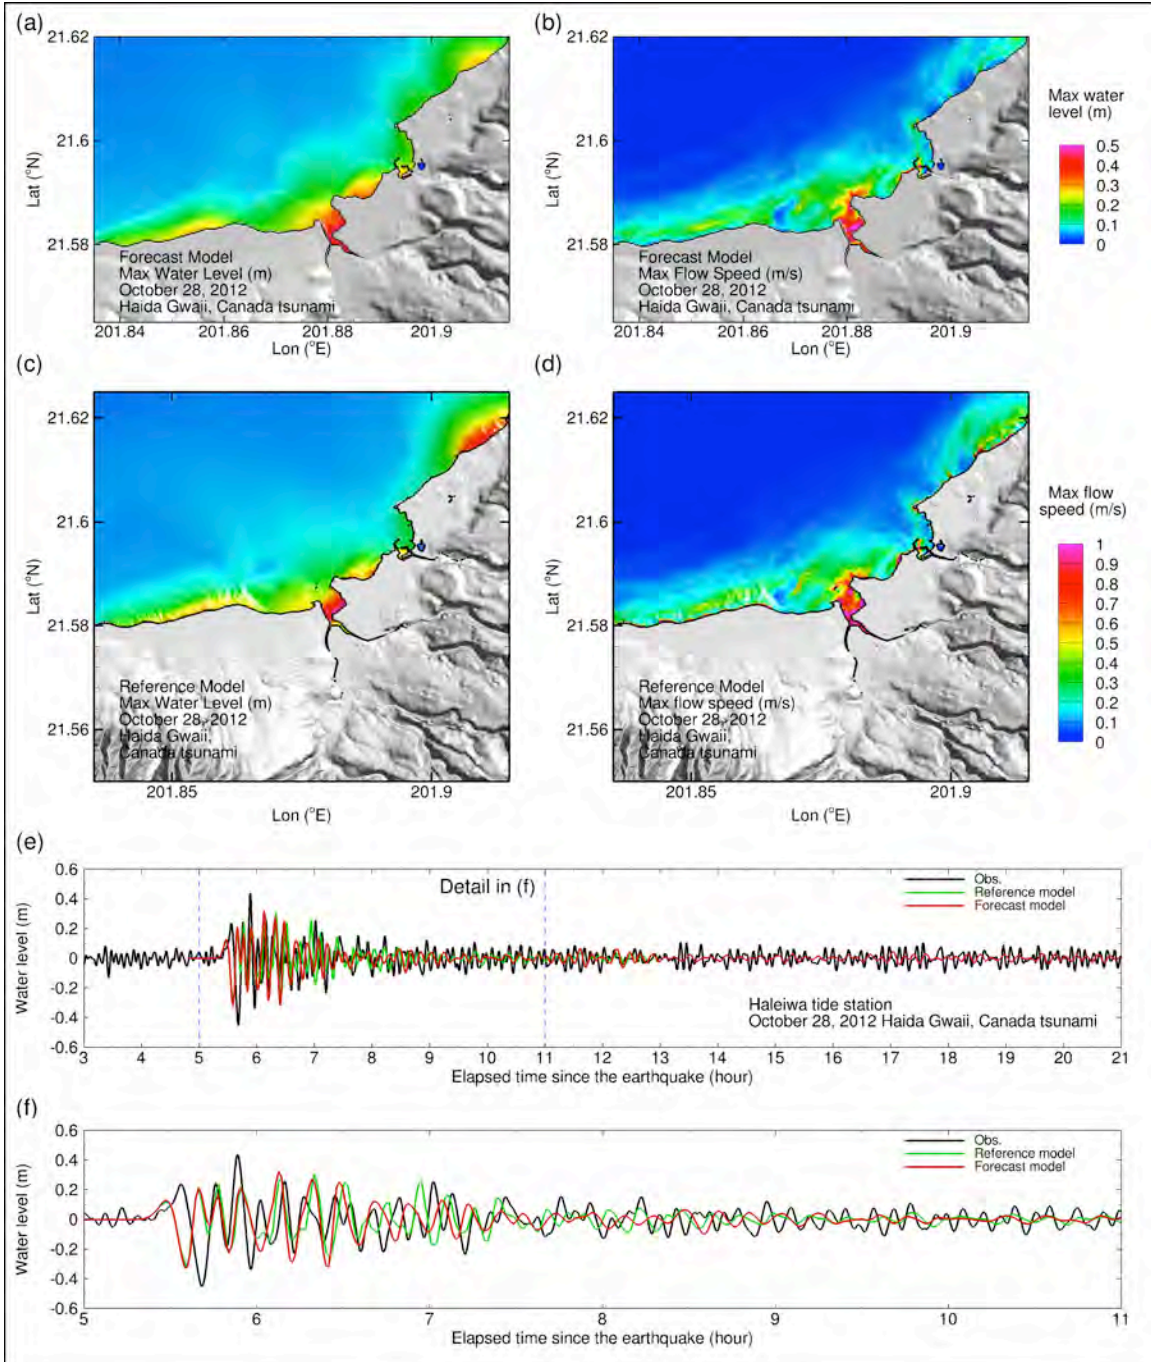 (a)
(b)
21.62
21.6
21.58
Lat (°N)
Forecast Model
Max Water Level (m)
October 28, 2012
Haida Gwaii, Canada tsunami
201.84
201.86
201.88
201.9
Lon (°E)
21.62
21.6
21.58
Lat (°N)
Forecast Model
Max Flow Speed (m/s)
October 28, 2012
Haida Gwaii, Canada tsunami
201.84
201.86
201.88
201.9
Lon (°E)
Max water
level (m)
0.5
0.4
0.3
0.2
0.1
0
(c)
(d)
21.62
21.6
21.58
21.56
Lat (°N)
Reference Model
Max Water Level (m)
October 28, 2012
Haida Gwaii,
Canada tsunami
201.85
201.9
Lon (°E)
21.62
21.6
21.58
21.56
Lat (°N)
Reference Model
Max flow speed (m/s)
October 28, 2012
Haida Gwaii,
Canada tsunami
201.85
201.9
Lon (°E)
Max flow
speed (m/s)
1
0.9
0.8
0.7
0.6
0.5
0.4
0.3
0.2
0.1
0
(e)
0.6
0.4
0.2
0
-0.2
-0.4
-0.6
Water level (m)
Detail in (f)
Obs.
Reference model
Forecast model
Haleiwa tide station
October 28, 2012 Haida Gwaii, Canada tsunami
3 4 5 6 7 8 9 10 11 12 13 14 15 16 17 18 19 20 21
Elapsed time since the earthquake (hour)
(f)
0.6
0.4
0.2
0
-0.2
-0.4
-0.6
Water level (m)
Obs.
Reference model
Forecast model
5 6 7 8 9 10 11
Elapsed time since the earthquake (hour)